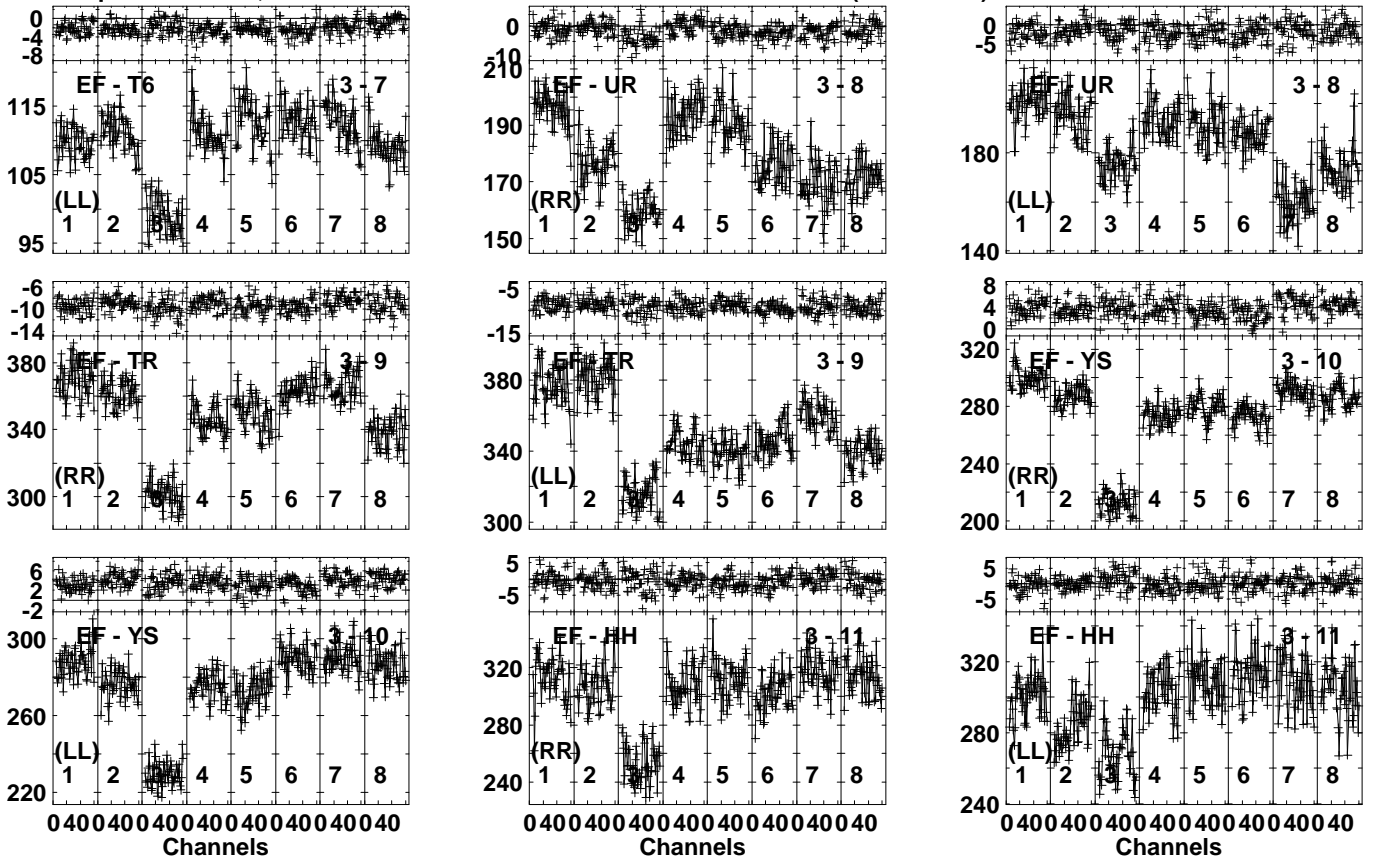 0
-4
-8
EF - T6 3 - 7
115
105
95
(LL)
1 2 3 4 5 6 7 8
0
10
210
EF - UR 3 - 8
190
170
150
(RR)
1 2 3 4 5 6 7 8
0
-5
EF - UR 3 - 8
180
140
(LL)
1 2 3 4 5 6 7 8
-6
-10
-14
EF - TR 3 - 9
380
340
300
(RR)
1 2 3 4 5 6 7 8
-5
-15
EF - TR 3 - 9
380
340
300
(LL)
1 2 3 4 5 6 7 8
8
4
0
320
EF - YS 3 - 10
280
240
200
(RR)
1 2 3 4 5 6 7 8
6
2
-2
EF - YS 3 - 10
300
260
220
(LL)
1 2 3 4 5 6 7 8
0 40 0 40 0 40 0 40 0 40 0 40 0 40 0 40
Channels
5
-5
EF - HH 3 - 11
320
280
240
(RR)
1 2 3 4 5 6 7 8
0 40 0 40 0 40 0 40 0 40 0 40 0 40 0 40
Channels
5
-5
EF - HH 3 - 11
320
280
240
(LL)
1 2 3 4 5 6 7 8
0 40 0 40 0 40 0 40 0 40 0 40 0 40 0 40
Channels